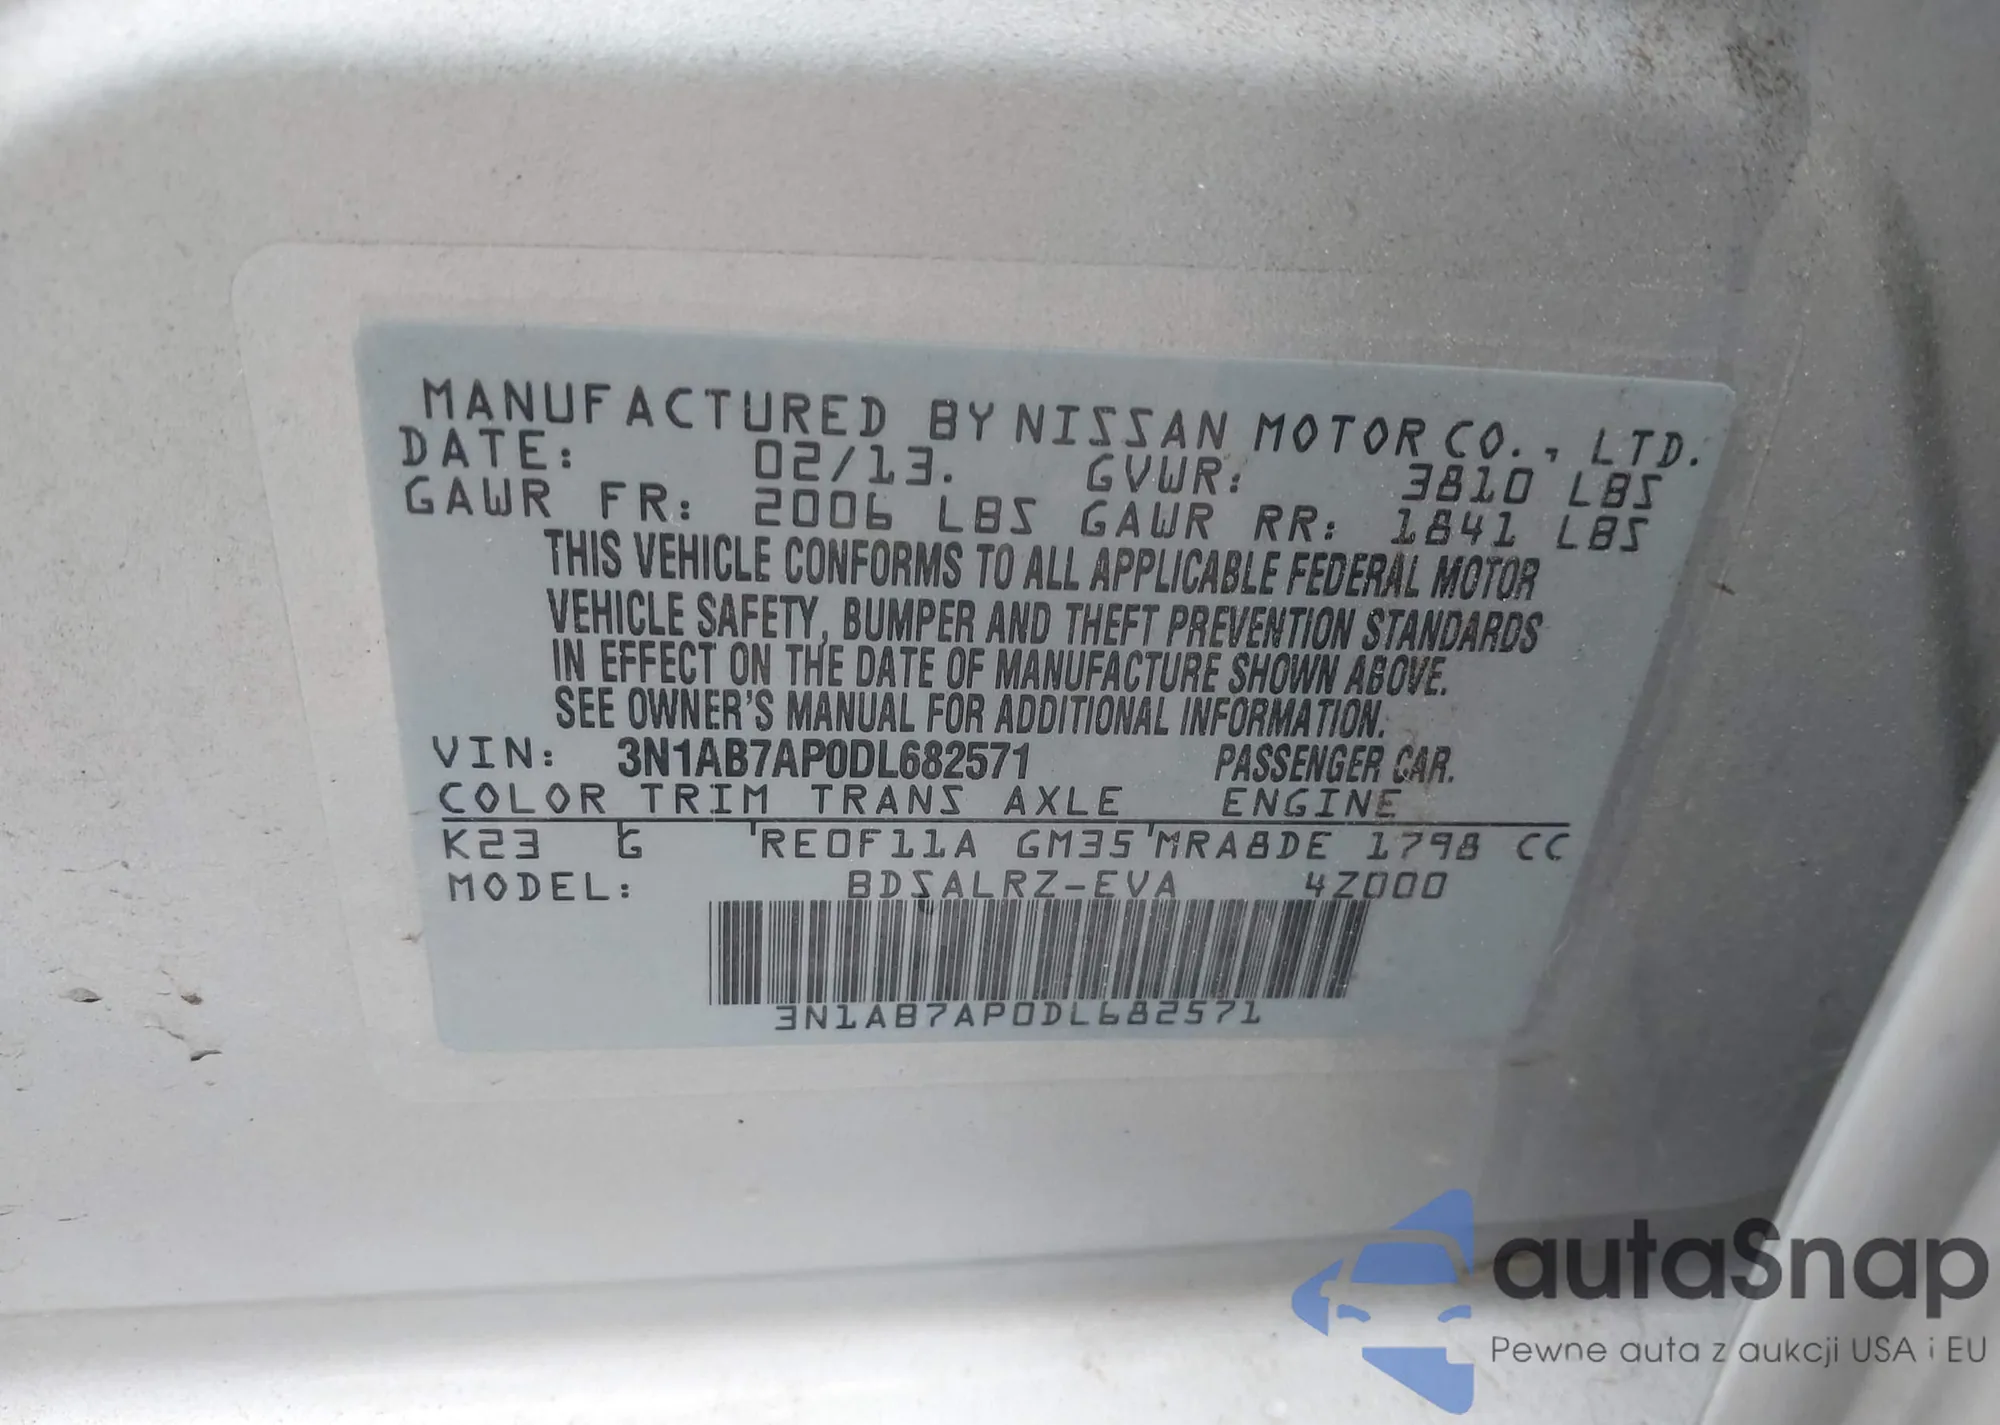 MANUFACTURED BY NISSAN MOTOR CO., LTD.
DATE: 02/13. GVWR: 3810 LBS
GAWR FR: 2006 LBS GAWR RR: 1841 LBS
THIS VEHICLE CONFORMS TO ALL APPLICABLE FEDERAL MOTOR
VEHICLE SAFETY, BUMPER AND THEFT PREVENTION STANDARDS
IN EFFECT ON THE DATE OF MANUFACTURE SHOWN ABOVE.
SEE OWNER'S MANUAL FOR ADDITIONAL INFORMATION.
VIN: 3N1AB7AP0DL682571 PASSENGER CAR.
COLOR TRIM TRANS AXLE ENGINE
K23 G RE0F11A GM35 MRA8DE 1798 CC
MODEL: BDSALRZ-EVA 4Z000
3N1AB7AP0DL682571
autaSnap
Pewne auta z aukcji USA i EU